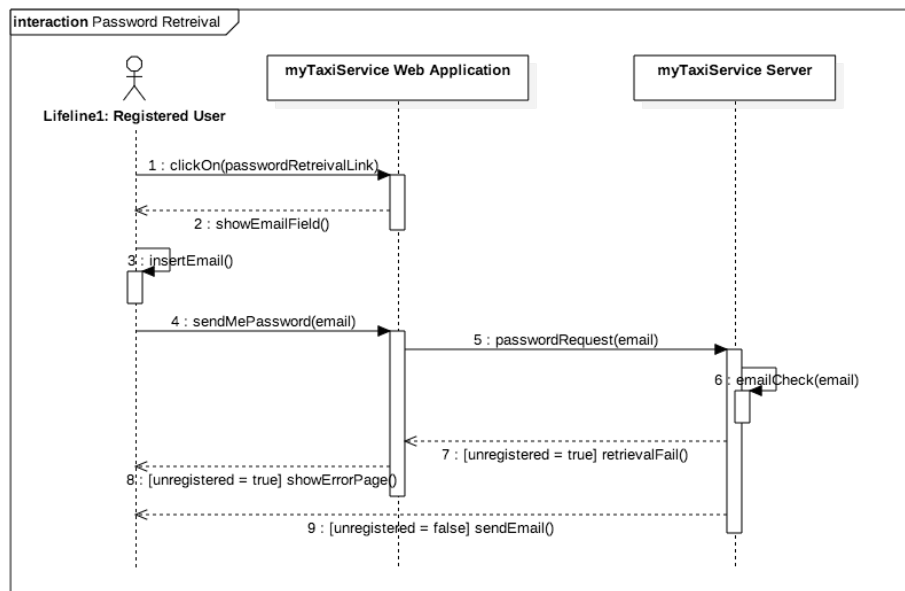 interaction Password Retreival
myTaxiService Web Application
myTaxiService Server
Lifeline1: Registered User
1 : clickOn(passwordRetreivalLink)
2 : showEmailField()
3 : insertEmail()
4 : sendMePassword(email)
5 : passwordRequest(email)
6 : emailCheck(email)
7 : [unregistered = true] retrievalFail()
8 : [unregistered = true] showErrorPage()
9 : [unregistered = false] sendEmail()